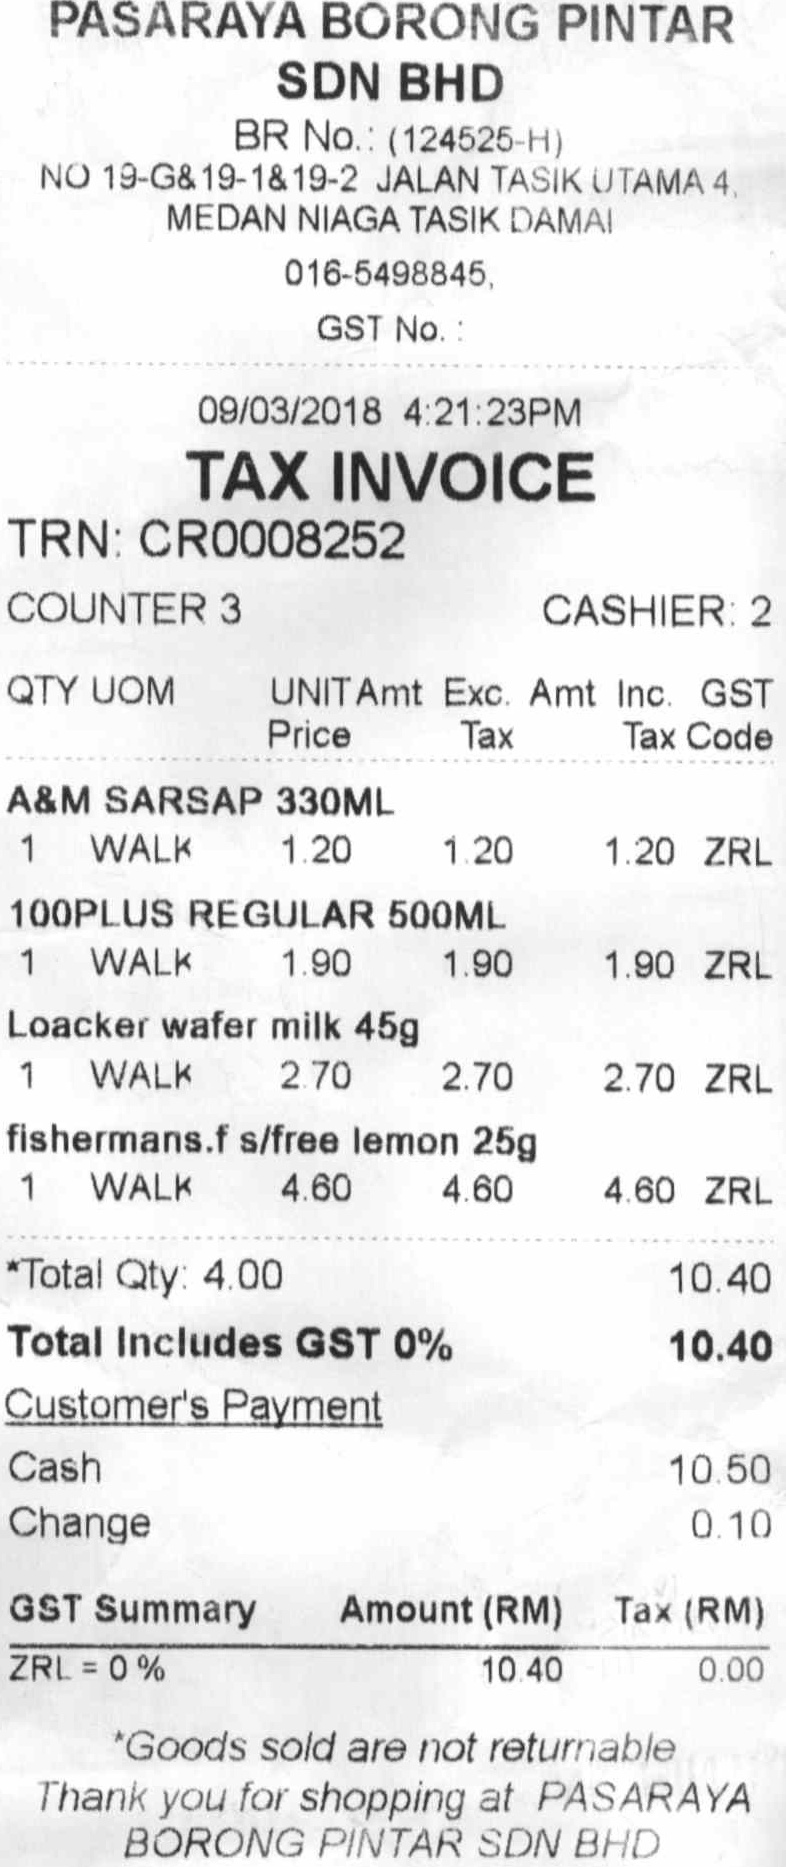 PASARAYA BORONG PINTAR
SDN BHD
BR No.: (124525-H)
NO 19-G&19-1&19-2 JALAN TASIK UTAMA 4,
MEDAN NIAGA TASIK DAMAI
016-5498845,
GST No. :
09/03/2018 4:21:23PM
TAX INVOICE
TRN: CR0008252
COUNTER 3 CASHIER: 2
QTY UOM UNIT Amt Exc. Amt Inc. GST
Price Tax Tax Code
A&M SARSAP 330ML
1 WALK 1.20 1.20 1.20 ZRL
100PLUS REGULAR 500ML
1 WALK 1.90 1.90 1.90 ZRL
Loacker wafer milk 45g
1 WALK 2.70 2.70 2.70 ZRL
fishermans.f s/free lemon 25g
1 WALK 4.60 4.60 4.60 ZRL
*Total Qty: 4.00 10.40
Total Includes GST 0% 10.40
Customer's Payment
Cash 10.50
Change 0.10
GST Summary Amount (RM) Tax (RM)
ZRL = 0 % 10.40 0.00
*Goods sold are not returnable
Thank you for shopping at PASARAYA
BORONG PINTAR SDN BHD